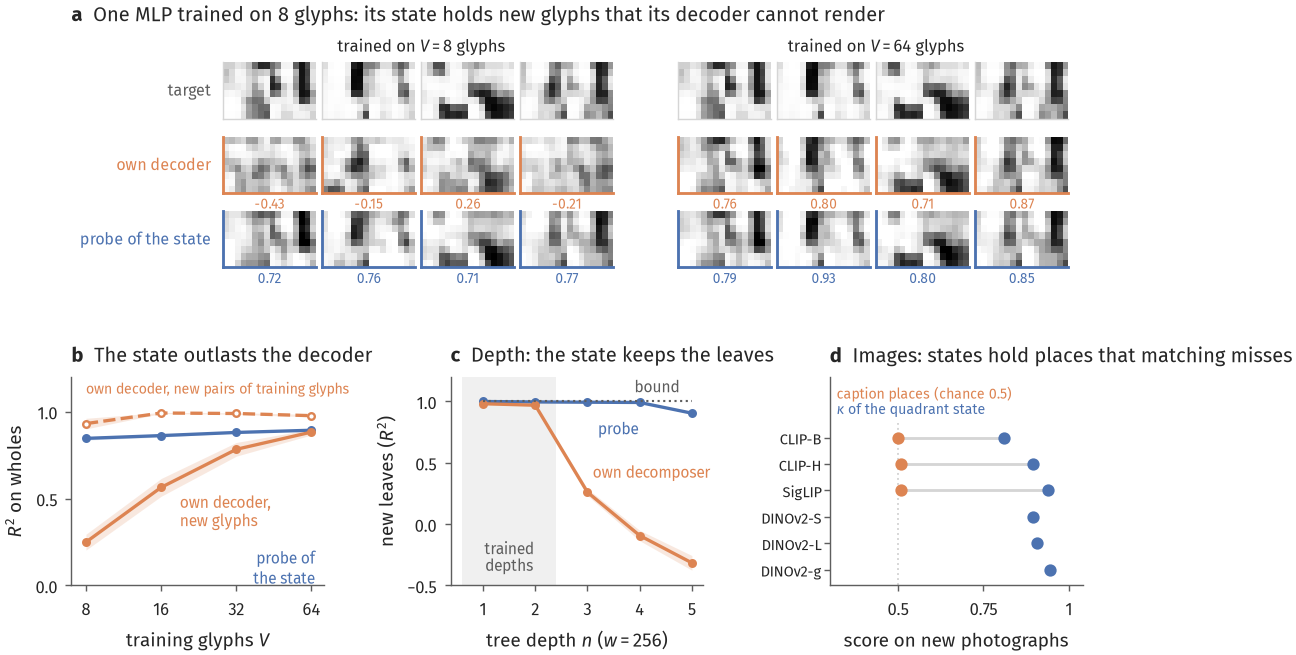 a One MLP trained on 8 glyphs: its state holds new glyphs that its decoder cannot render
trained on V = 8 glyphs
trained on V = 64 glyphs
target
own decoder
-0.43
-0.15
0.26
-0.21
0.76
0.80
0.71
0.87
probe of the state
0.72
0.76
0.71
0.77
0.79
0.93
0.80
0.85
b The state outlasts the decoder
own decoder, new pairs of training glyphs
own decoder,
new glyphs
probe of
the state
R² on wholes
1.0
0.5
0.0
8
16
32
64
training glyphs V
c Depth: the state keeps the leaves
bound
probe
own decomposer
trained
depths
new leaves (R²)
1.0
0.5
0.0
−0.5
1
2
3
4
5
tree depth n (w = 256)
d Images: states hold places that matching misses
caption places (chance 0.5)
κ of the quadrant state
CLIP-B
CLIP-H
SigLIP
DINOv2-S
DINOv2-L
DINOv2-g
0.5
0.75
1
score on new photographs